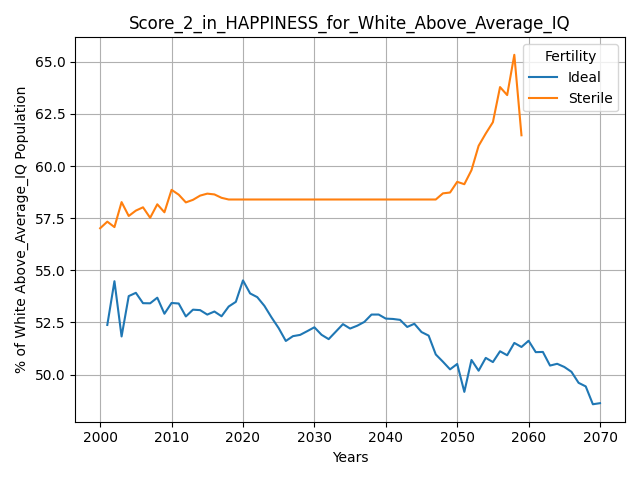 Score_2_in_HAPPINESS_for_White_Above_Average_IQ
% of White Above_Average_IQ Population
65.0
62.5
60.0
57.5
55.0
52.5
50.0
Fertility
Ideal
Sterile
2000 2010 2020 2030 2040 2050 2060 2070
Years